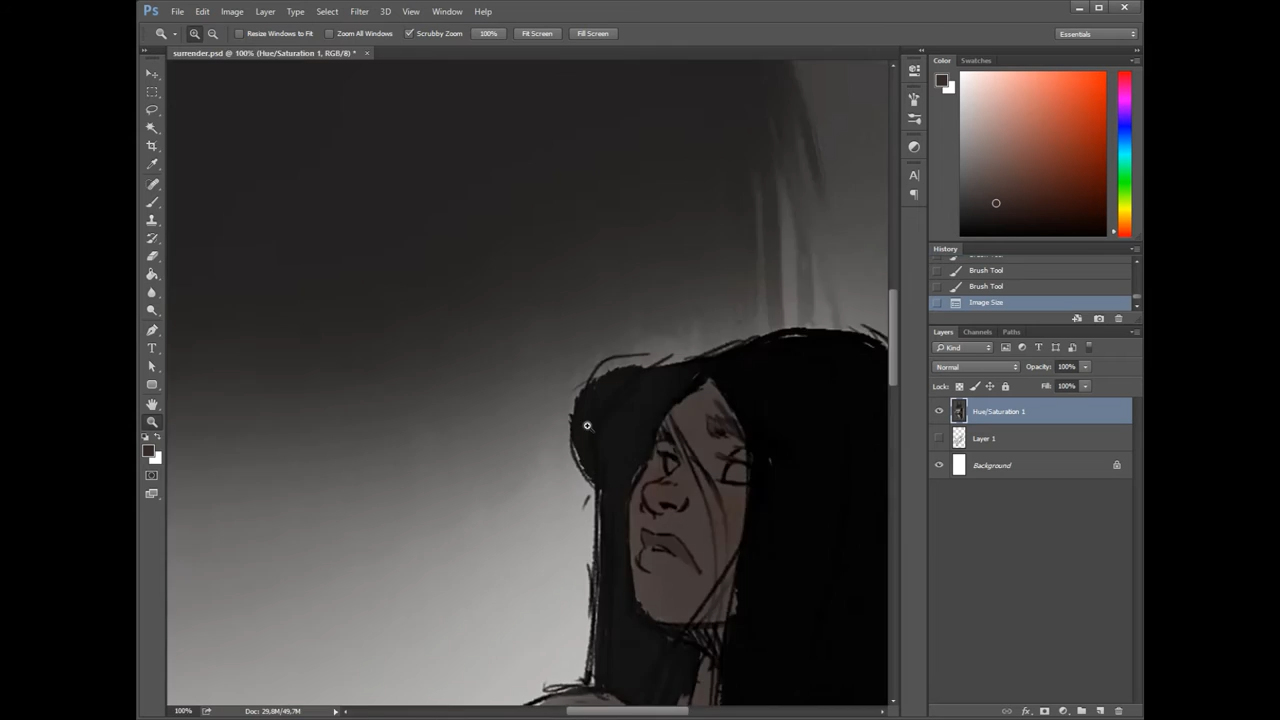 Ps File Edit Image Layer Type Select Filter 3D View Window Help
Resize Windows to Fit Zoom All Windows Scrubby Zoom 100% Fit Screen Fill Screen Essentials
surrender.psd @ 100% (Hue/Saturation 1, RGB/8) * ×
Color Swatches
History
Brush Tool
Brush Tool
Image Size
Layers Channels Paths
Kind
Normal Opacity: 100%
Lock: Fill: 100%
Hue/Saturation 1
Layer 1
Background
100% Doc: 29,8M/49,7M